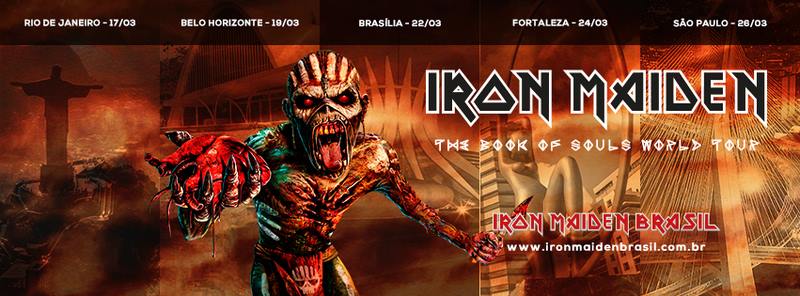 RIO DE JANEIRO - 17/03
BELO HORIZONTE - 19/03
BRASÍLIA - 22/03
FORTALEZA - 24/03
SÃO PAULO - 26/03
IRON MAIDEN
THE BOOK OF SOULS WORLD TOUR
IRON MAIDEN BRASIL
www.ironmaidenbrasil.com.br